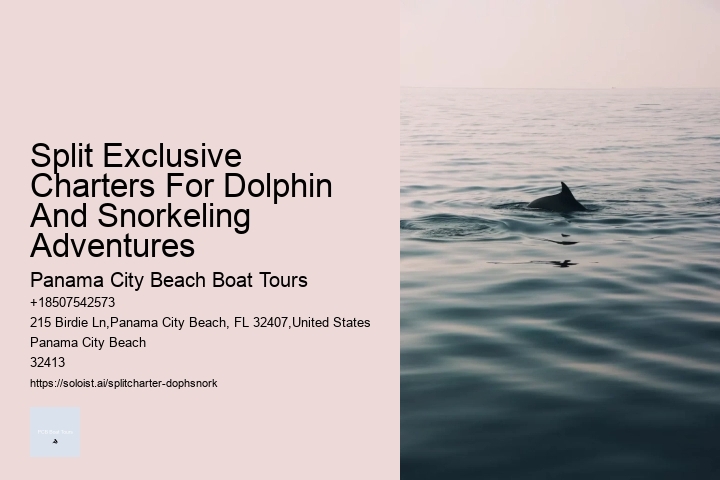 Split Exclusive
Charters For Dolphin
And Snorkeling
Adventures
Panama City Beach Boat Tours
+18507542573
215 Birdie Ln,Panama City Beach, FL 32407,United States
Panama City Beach
32413
https://soloist.ai/splitcharter-dophsnork